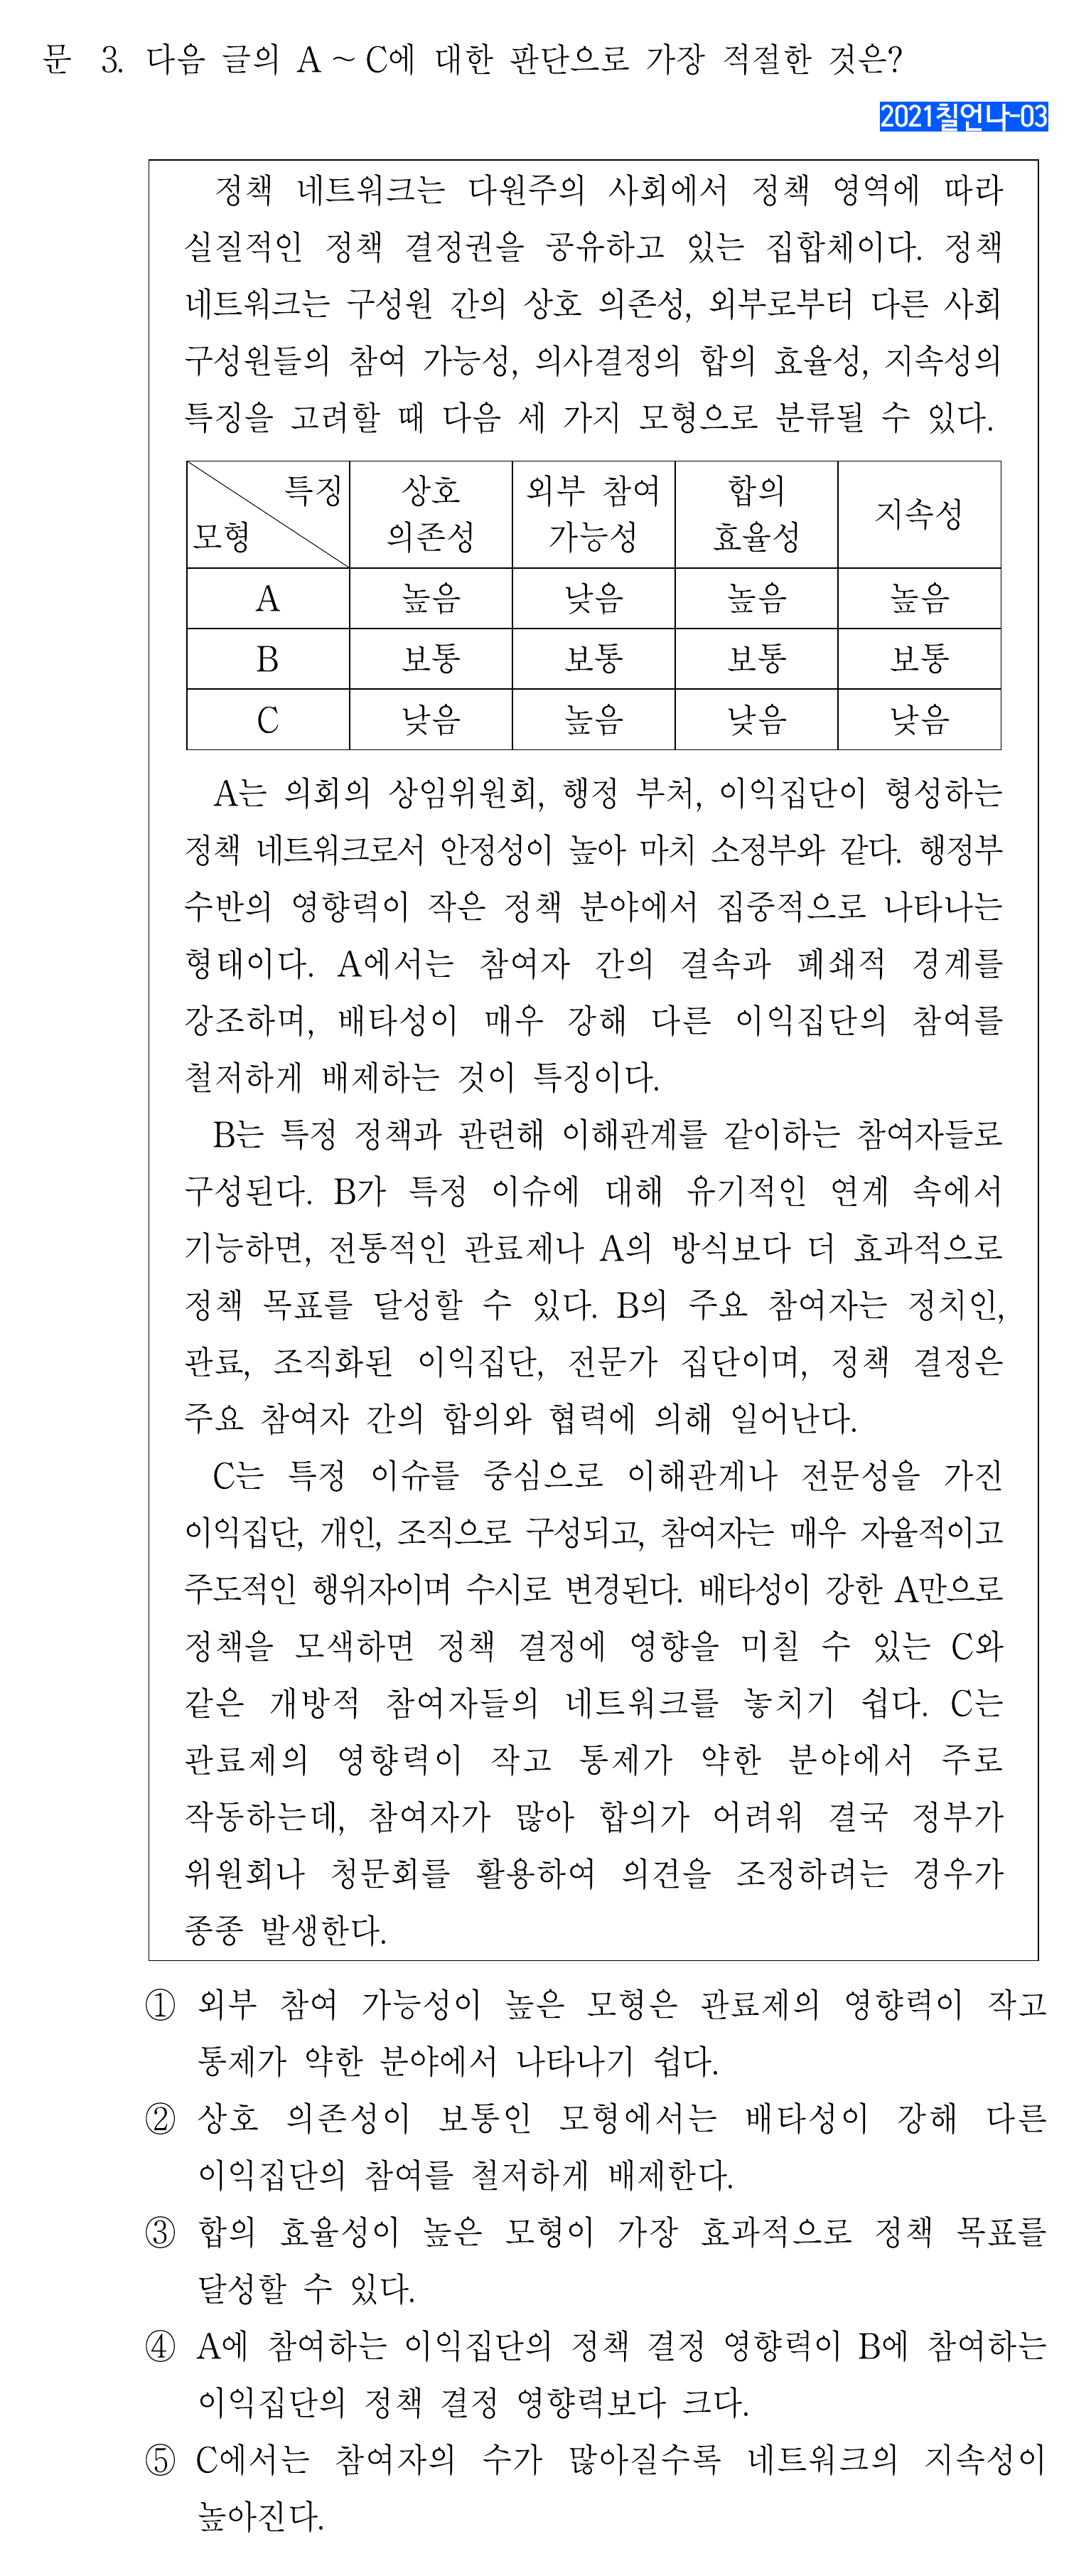 문 3. 다음 글의 A ~ C에 대한 판단으로 가장 적절한 것은?
2021칠언나-03
정책 네트워크는 다원주의 사회에서 정책 영역에 따라
실질적인 정책 결정권을 공유하고 있는 집합체이다. 정책
네트워크는 구성원 간의 상호 의존성, 외부로부터 다른 사회
구성원들의 참여 가능성, 의사결정의 합의 효율성, 지속성의
특징을 고려할 때 다음 세 가지 모형으로 분류될 수 있다.
특징 상호 외부 참여 합의 지속성
모형 의존성 가능성 효율성
A 높음 낮음 높음 높음
B 보통 보통 보통 보통
C 낮음 높음 낮음 낮음
A는 의회의 상임위원회, 행정 부처, 이익집단이 형성하는
정책 네트워크로서 안정성이 높아 마치 소정부와 같다. 행정부
수반의 영향력이 작은 정책 분야에서 집중적으로 나타나는
형태이다. A에서는 참여자 간의 결속과 폐쇄적 경계를
강조하며, 배타성이 매우 강해 다른 이익집단의 참여를
철저하게 배제하는 것이 특징이다.
B는 특정 정책과 관련해 이해관계를 같이하는 참여자들로
구성된다. B가 특정 이슈에 대해 유기적인 연계 속에서
기능하면, 전통적인 관료제나 A의 방식보다 더 효과적으로
정책 목표를 달성할 수 있다. B의 주요 참여자는 정치인,
관료, 조직화된 이익집단, 전문가 집단이며, 정책 결정은
주요 참여자 간의 합의와 협력에 의해 일어난다.
C는 특정 이슈를 중심으로 이해관계나 전문성을 가진
이익집단, 개인, 조직으로 구성되고, 참여자는 매우 자율적이고
주도적인 행위자이며 수시로 변경된다. 배타성이 강한 A만으로
정책을 모색하면 정책 결정에 영향을 미칠 수 있는 C와
같은 개방적 참여자들의 네트워크를 놓치기 쉽다. C는
관료제의 영향력이 작고 통제가 약한 분야에서 주로
작동하는데, 참여자가 많아 합의가 어려워 결국 정부가
위원회나 청문회를 활용하여 의견을 조정하려는 경우가
종종 발생한다.
① 외부 참여 가능성이 높은 모형은 관료제의 영향력이 작고
통제가 약한 분야에서 나타나기 쉽다.
② 상호 의존성이 보통인 모형에서는 배타성이 강해 다른
이익집단의 참여를 철저하게 배제한다.
③ 합의 효율성이 높은 모형이 가장 효과적으로 정책 목표를
달성할 수 있다.
④ A에 참여하는 이익집단의 정책 결정 영향력이 B에 참여하는
이익집단의 정책 결정 영향력보다 크다.
⑤ C에서는 참여자의 수가 많아질수록 네트워크의 지속성이
높아진다.